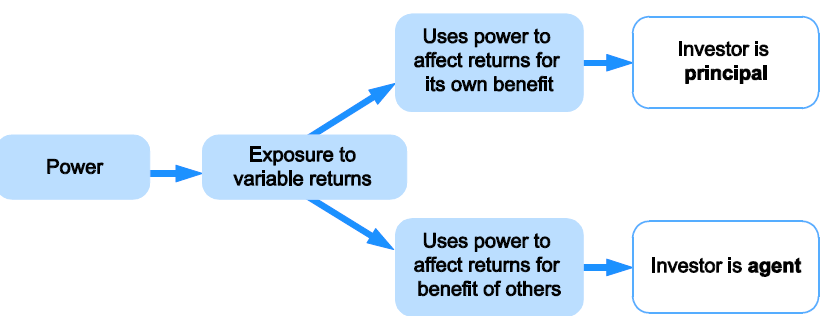 Power
Exposure to
variable returns
Uses power to
affect returns for
its own benefit
Investor is
principal
Uses power to
affect returns for
benefit of others
Investor is agent